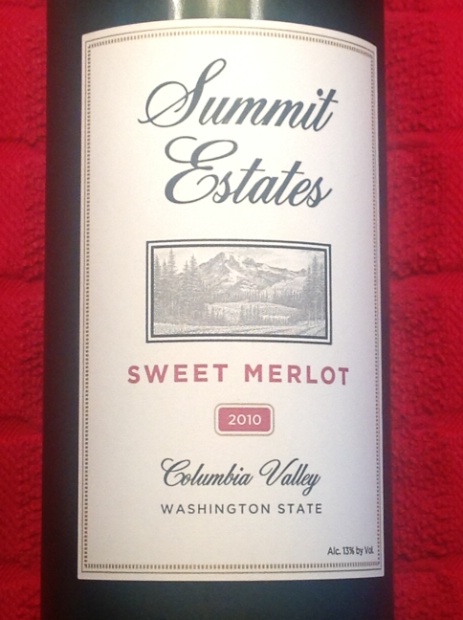 Summit
Estates
SWEET MERLOT
2010
Columbia Valley
WASHINGTON STATE
Alc. 13% by Vol.